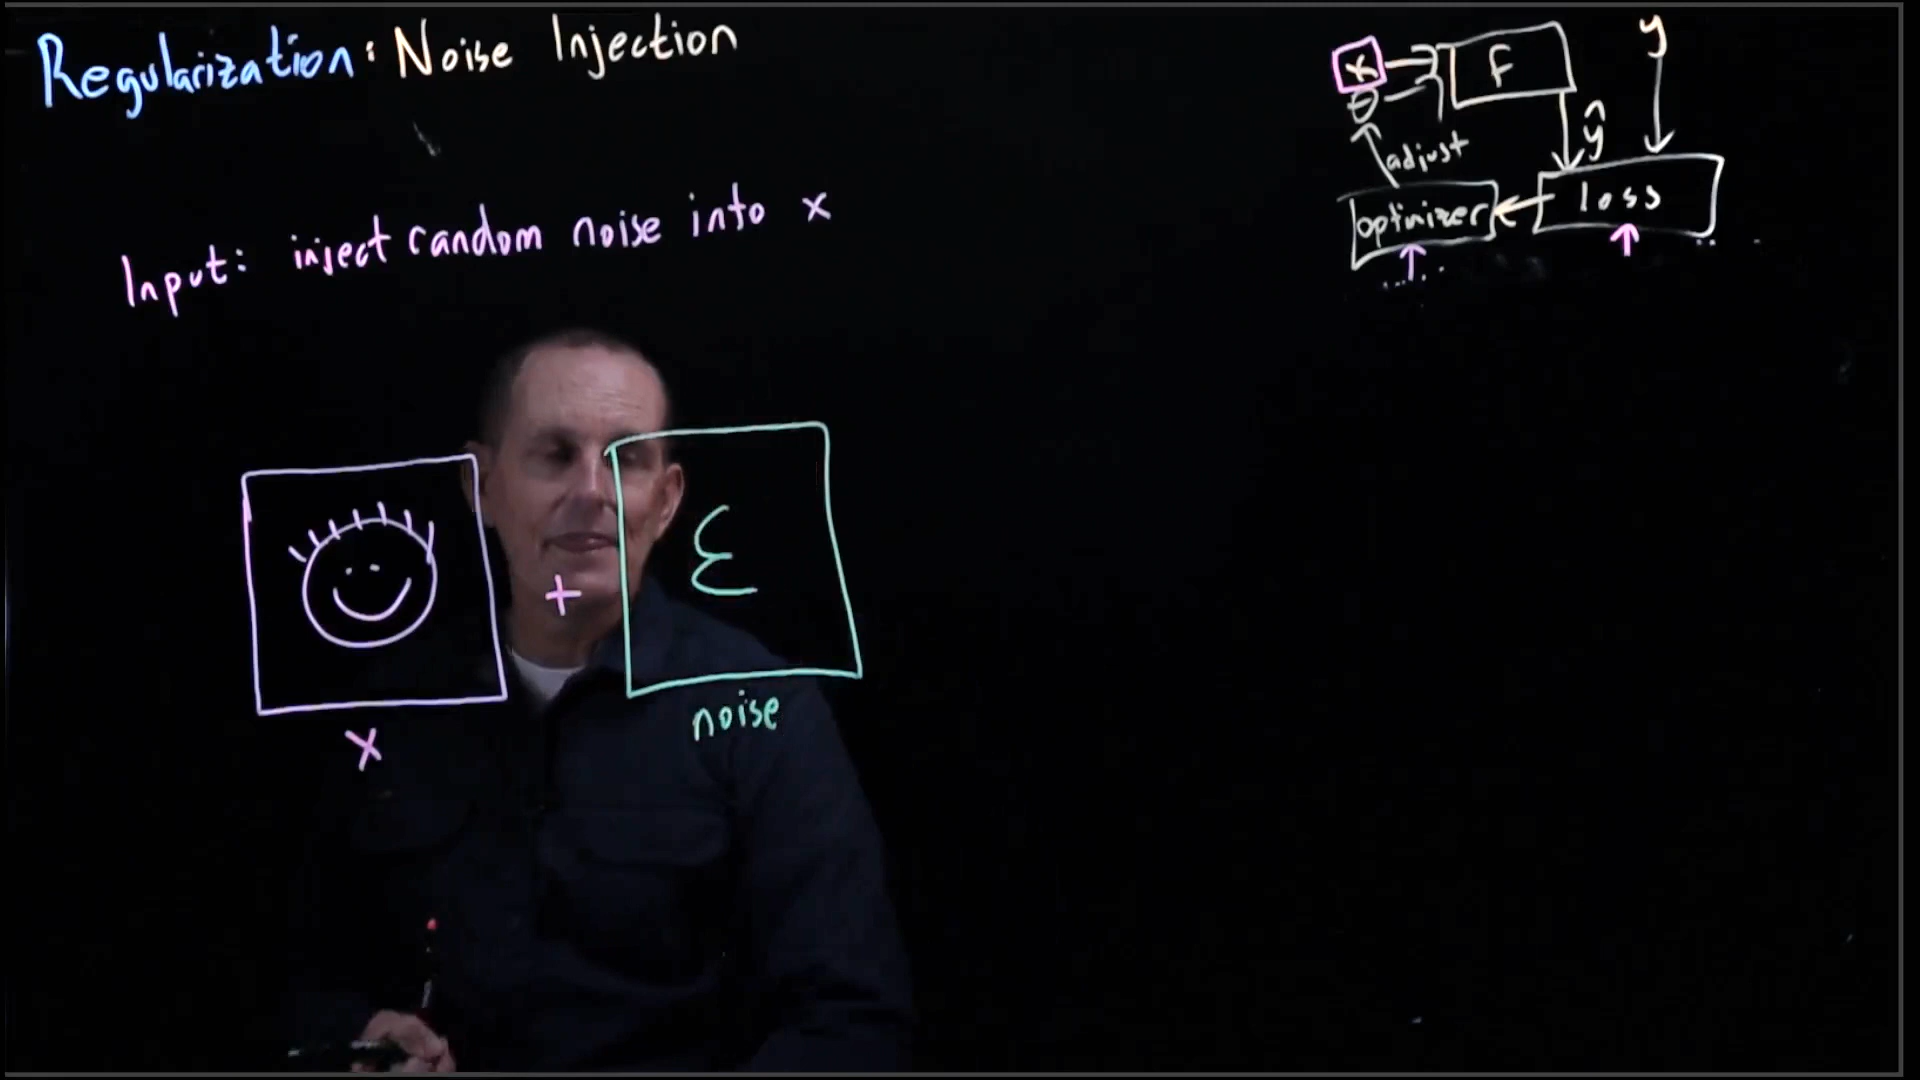 Regularization: Noise Injection
x
θ
F
y
adjust
ŷ
optimizer
loss
Input: inject random noise into x
+
ε
x
noise